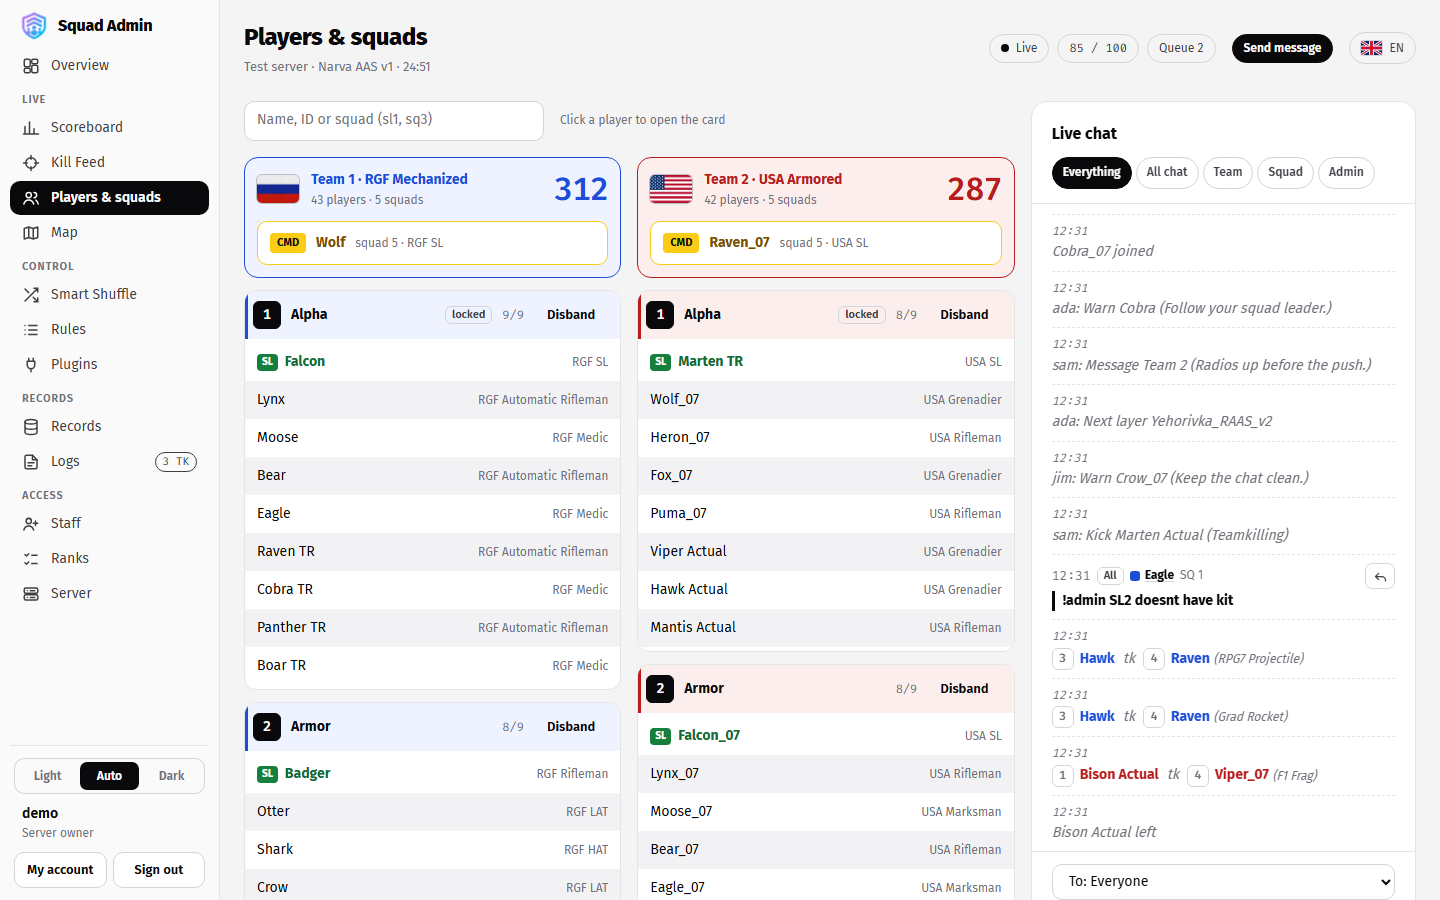 Squad Admin
Overview
LIVE
Scoreboard
Kill Feed
Players & squads
Map
CONTROL
Smart Shuffle
Rules
Plugins
RECORDS
Records
Logs 3 TK
ACCESS
Staff
Ranks
Server
Light Auto Dark
demo
Server owner
My account Sign out
Players & squads
Test server · Narva AAS v1 · 24:51
Live 85 / 100 Queue 2 Send message EN
Name, ID or squad (sl1, sq3)
Click a player to open the card
Team 1 · RGF Mechanized
43 players · 5 squads
312
CMD Wolf squad 5 · RGF SL
1 Alpha locked 9/9 Disband
SL Falcon RGF SL
Lynx RGF Automatic Rifleman
Moose RGF Medic
Bear RGF Automatic Rifleman
Eagle RGF Medic
Raven TR RGF Automatic Rifleman
Cobra TR RGF Medic
Panther TR RGF Automatic Rifleman
Boar TR RGF Medic
2 Armor 8/9 Disband
SL Badger RGF Rifleman
Otter RGF LAT
Shark RGF HAT
Crow RGF LAT
Team 2 · USA Armored
42 players · 5 squads
287
CMD Raven_07 squad 5 · USA SL
1 Alpha locked 8/9 Disband
SL Marten TR USA SL
Wolf_07 USA Grenadier
Heron_07 USA Rifleman
Fox_07 USA Grenadier
Puma_07 USA Rifleman
Viper Actual USA Grenadier
Hawk Actual USA Grenadier
Mantis Actual USA Rifleman
2 Armor 8/9 Disband
SL Falcon_07 USA SL
Lynx_07 USA Rifleman
Moose_07 USA Marksman
Bear_07 USA Rifleman
Eagle_07 USA Marksman
Live chat
Everything All chat Team Squad Admin
12:31
Cobra_07 joined
12:31
ada: Warn Cobra (Follow your squad leader.)
12:31
sam: Message Team 2 (Radios up before the push.)
12:31
ada: Next layer Yehorivka_RAAS_v2
12:31
jim: Warn Crow_07 (Keep the chat clean.)
12:31
sam: Kick Marten Actual (Teamkilling)
12:31 All Eagle SQ 1
!admin SL2 doesnt have kit
12:31
3 Hawk tk 4 Raven (RPG7 Projectile)
12:31
3 Hawk tk 4 Raven (Grad Rocket)
12:31
1 Bison Actual tk 4 Viper_07 (F1 Frag)
12:31
Bison Actual left
To: Everyone